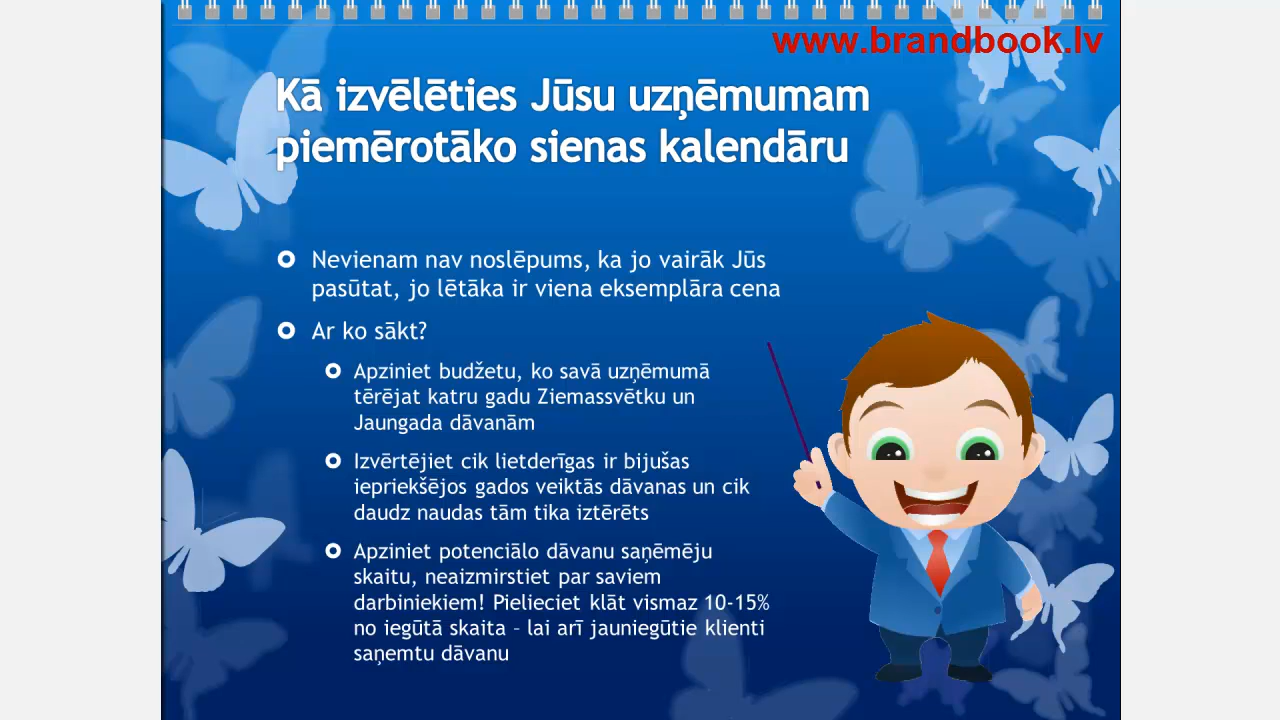 www.brandbook.lv
Kā izvēlēties Jūsu uzņēmumam
piemērotāko sienas kalendāru
Nevienam nav noslēpums, ka jo vairāk Jūs
pasūtat, jo lētāka ir viena eksemplāra cena
Ar ko sākt?
Apziniet budžetu, ko savā uzņēmumā
tērējat katru gadu Ziemassvētku un
Jaungada dāvanām
Izvērtējiet cik lietderīgas ir bijušas
iepriekšējos gados veiktās dāvanas un cik
daudz naudas tām tika iztērēts
Apziniet potenciālo dāvanu saņēmēju
skaitu, neaizmirstiet par saviem
darbiniekiem! Pielieciet klāt vismaz 10-15%
no iegūtā skaita – lai arī jauniegūtie klienti
saņemtu dāvanu